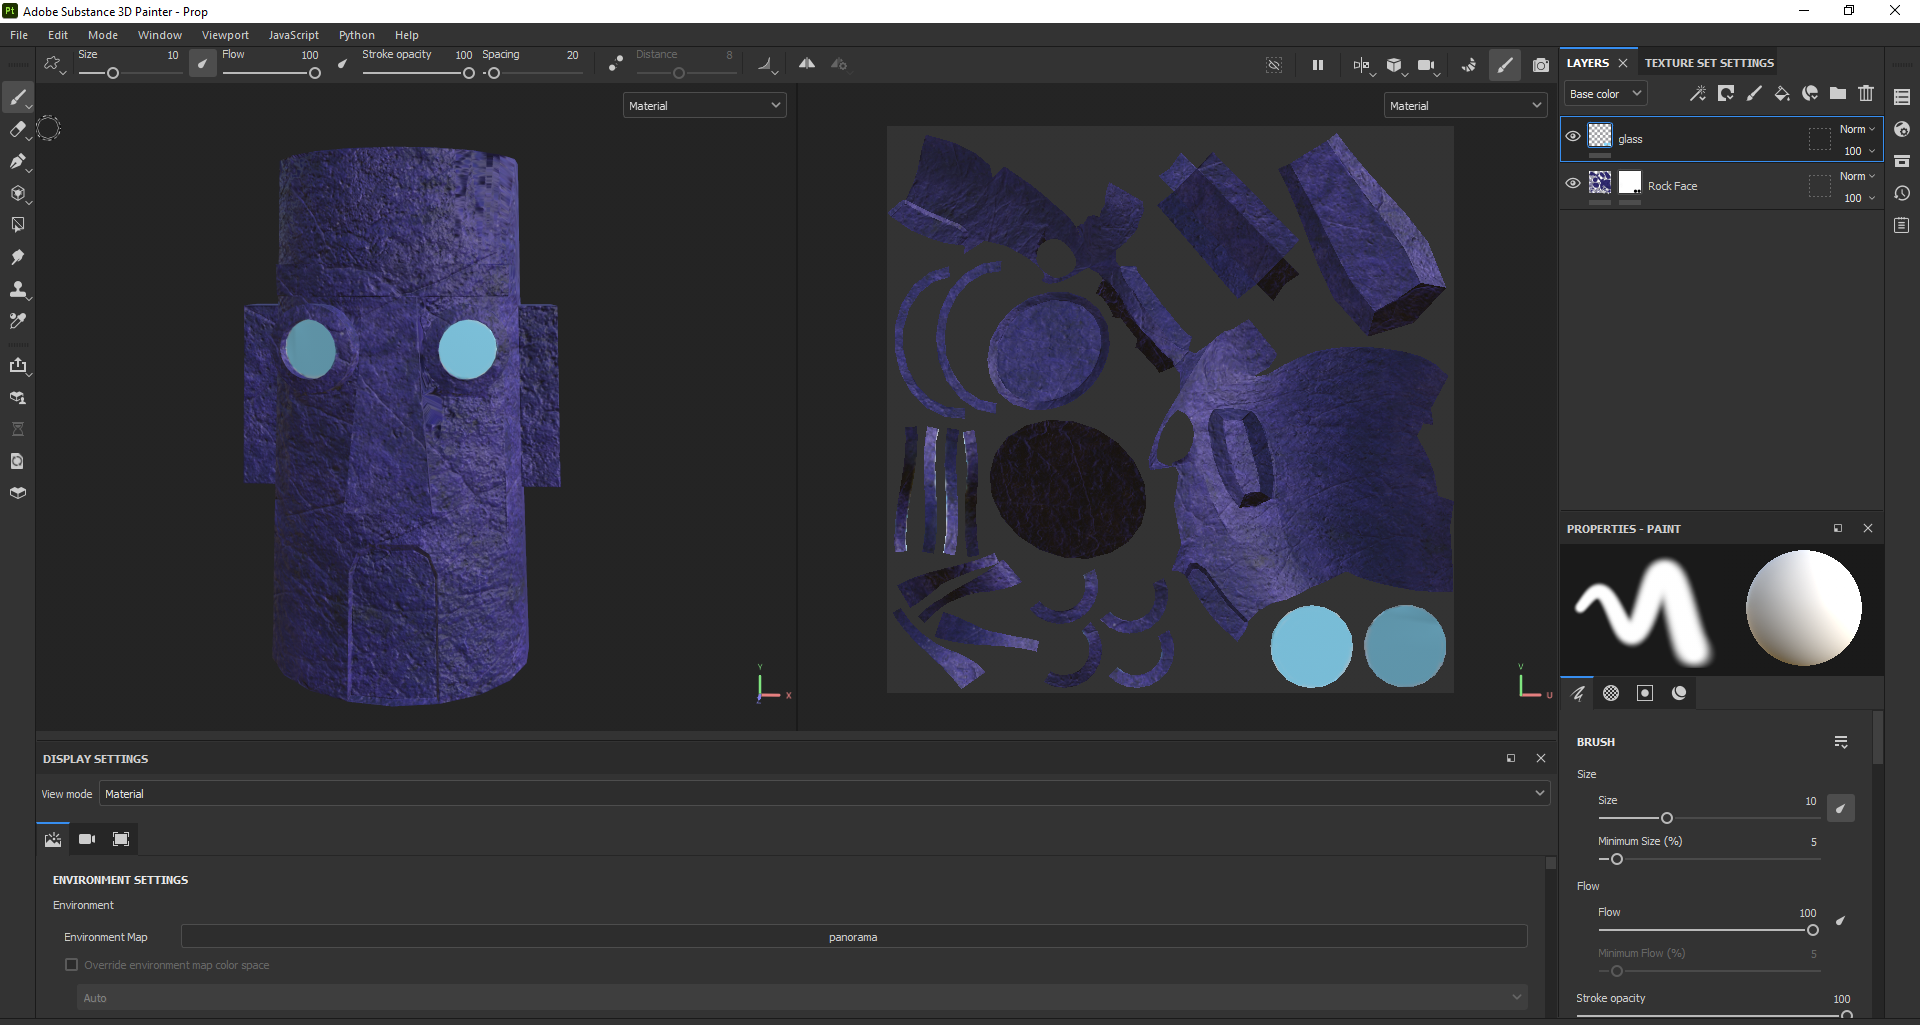 Pt Adobe Substance 3D Painter - Prop
File Edit Mode Window Viewport JavaScript Python Help
Size 10 Flow 100 Stroke opacity 100 Spacing 20 Distance 8
LAYERS TEXTURE SET SETTINGS
Material
Material
Base color
glass
Norm
100
Rock Face
Norm
100
Y
X
Z
V
U
PROPERTIES - PAINT
BRUSH
Size
Size 10
Minimum Size (%) 5
Flow
Flow 100
Minimum Flow (%) 5
Stroke opacity 100
DISPLAY SETTINGS
View mode Material
ENVIRONMENT SETTINGS
Environment
Environment Map panorama
Override environment map color space
Auto